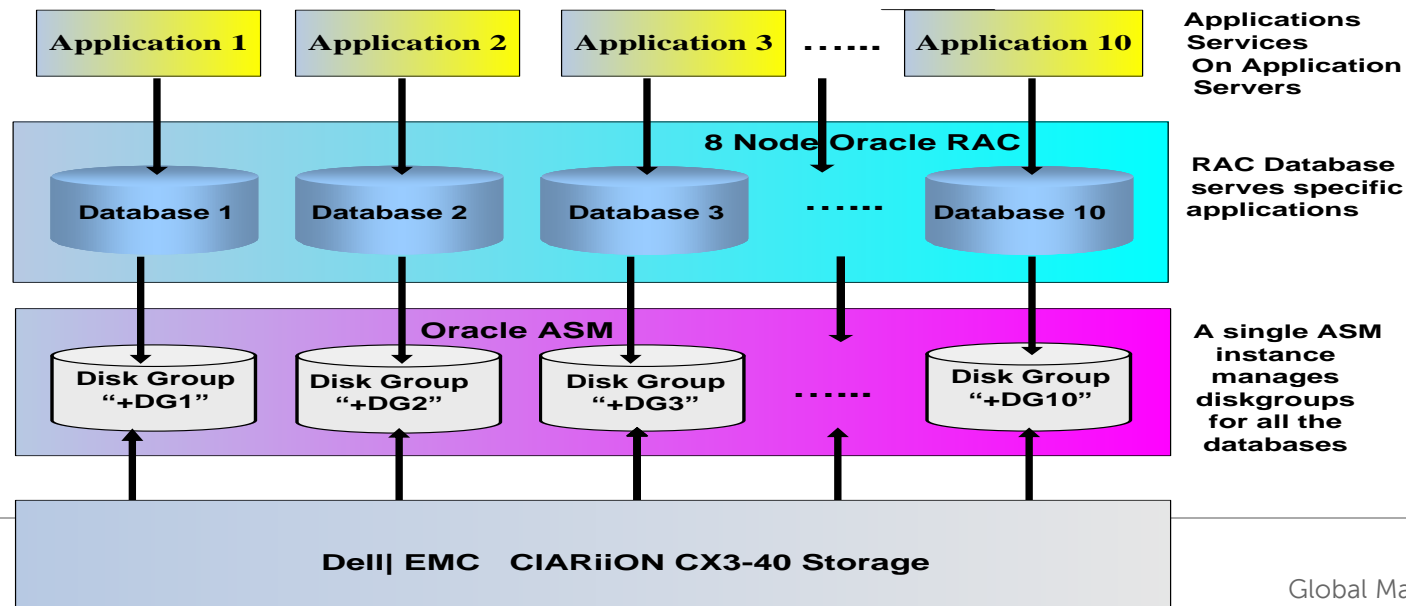 Application 1
Application 2
Application 3
......
Application 10
Applications
Services
On Application
Servers
8 Node Oracle RAC
Database 1
Database 2
Database 3
......
Database 10
RAC Database
serves specific
applications
Oracle ASM
Disk Group
“+DG1”
Disk Group
“+DG2”
Disk Group
“+DG3”
......
Disk Group
“+DG10”
A single ASM
instance
manages
diskgroups
for all the
databases
Dell| EMC CIARiiON CX3-40 Storage
Global Ma